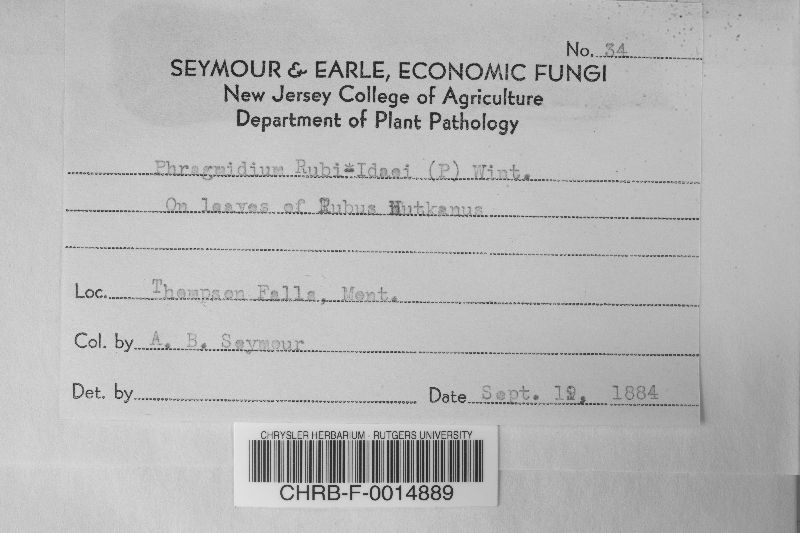 No. 34
SEYMOUR & EARLE, ECONOMIC FUNGI
New Jersey College of Agriculture
Department of Plant Pathology
Phragmidium Rubi-Idaei (P) Wint.
On leaves of Rubus Nutkanus
Loc. Thompson Falls, Mont.
Col. by A. B. Seymour
Det. by
Date Sept. 1884
CHRYSLER HERBARIUM - RUTGERS UNIVERSITY
CHRB-F-0014889